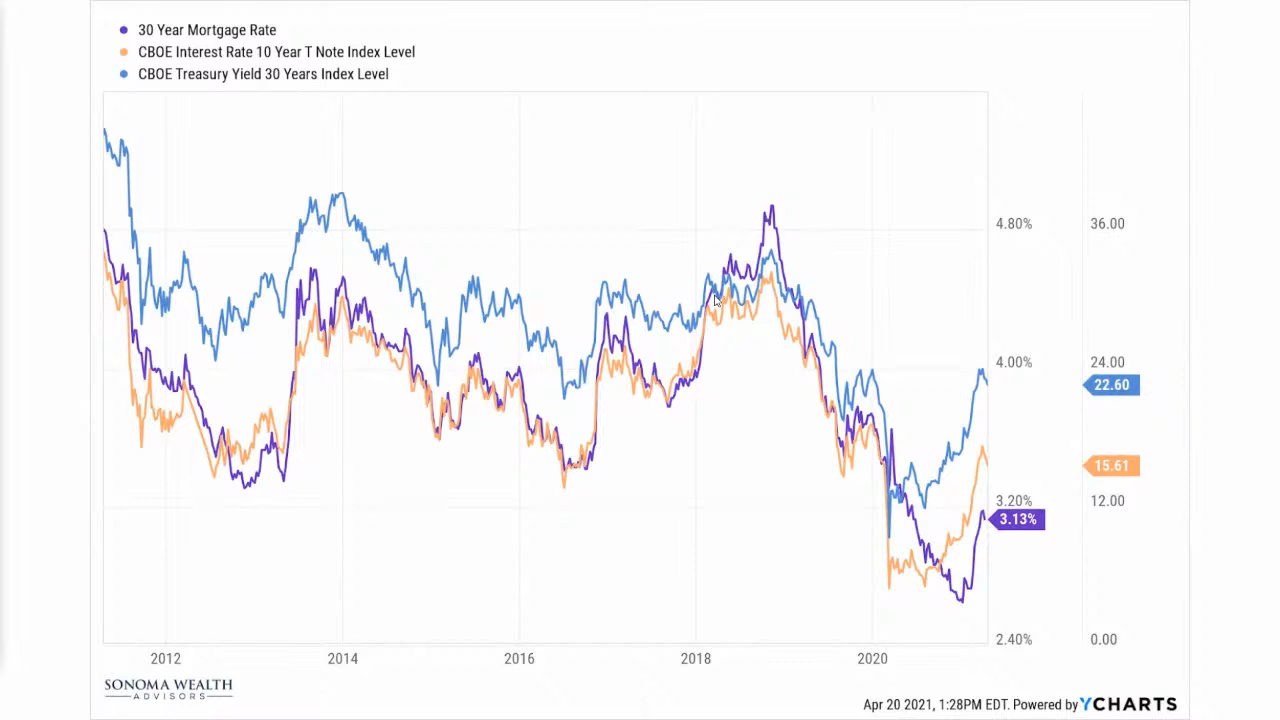 30 Year Mortgage Rate
CBOE Interest Rate 10 Year T Note Index Level
CBOE Treasury Yield 30 Years Index Level
4.80% 36.00
4.00% 24.00
22.60
15.61
3.20% 12.00
3.13%
2.40% 0.00
2012 2014 2016 2018 2020
SONOMA WEALTH
ADVISORS
Apr 20 2021, 1:28PM EDT. Powered by YCHARTS